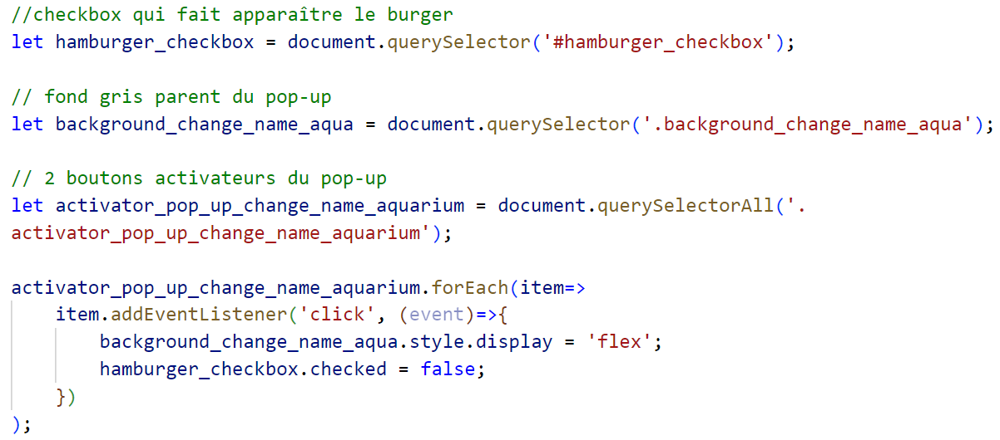 //checkbox qui fait apparaître le burger
let hamburger_checkbox = document.querySelector('#hamburger_checkbox');
// fond gris parent du pop-up
let background_change_name_aqua = document.querySelector('.background_change_name_aqua');
// 2 boutons activateurs du pop-up
let activator_pop_up_change_name_aquarium = document.querySelectorAll('.
activator_pop_up_change_name_aquarium');
activator_pop_up_change_name_aquarium.forEach(item=>
    item.addEventListener('click', (event)=>{
        background_change_name_aqua.style.display = 'flex';
        hamburger_checkbox.checked = false;
    })
);